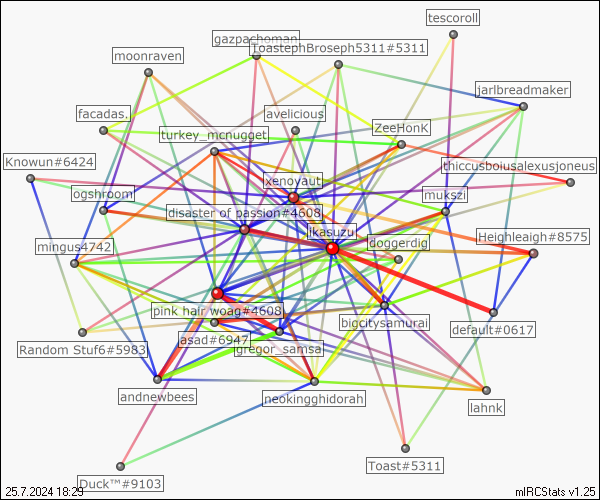 tescoroll
gazpachoman
ToastephBroseph5311#5311
moonraven
jarlbreadmaker
facadas.
avelicious
ZeeHonK
turkey_mcnugget
Knowun#6424
thiccusboiusalexusjoneus
xenoyaut
ogshroom
mukszi
disaster of passion#4608
ikasuzu
Heighleaigh#8575
mingus4742
doggerdig
pink hair woag#4608
bigcitysamurai
default#0617
asad#6947
Random Stuf6#5983
gregor_samsa
andnewbees
neokingghidorah
lahnk
Toast#5311
Duck™#9103
25.7.2024 18:29
mIRCStats v1.25